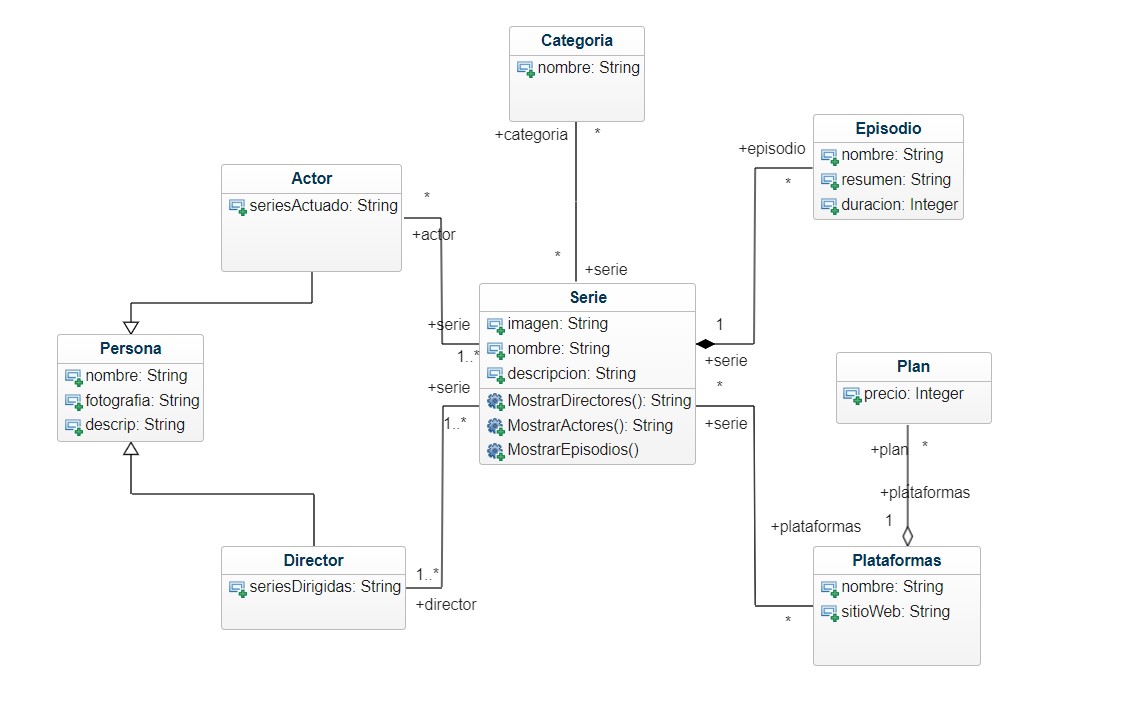 Categoria
nombre: String
+categoria
*
*
+serie
Episodio
nombre: String
resumen: String
duracion: Integer
+episodio
*
Actor
seriesActuado: String
*
+actor
Persona
nombre: String
fotografia: String
descrip: String
Serie
imagen: String
nombre: String
descripcion: String
MostrarDirectores(): String
MostrarActores(): String
MostrarEpisodios()
+serie
1..*
+serie
1..*
1
+serie
*
+serie
Plan
precio: Integer
+plan
*
+plataformas
1
+plataformas
*
Plataformas
nombre: String
sitioWeb: String
Director
seriesDirigidas: String
1..*
+director